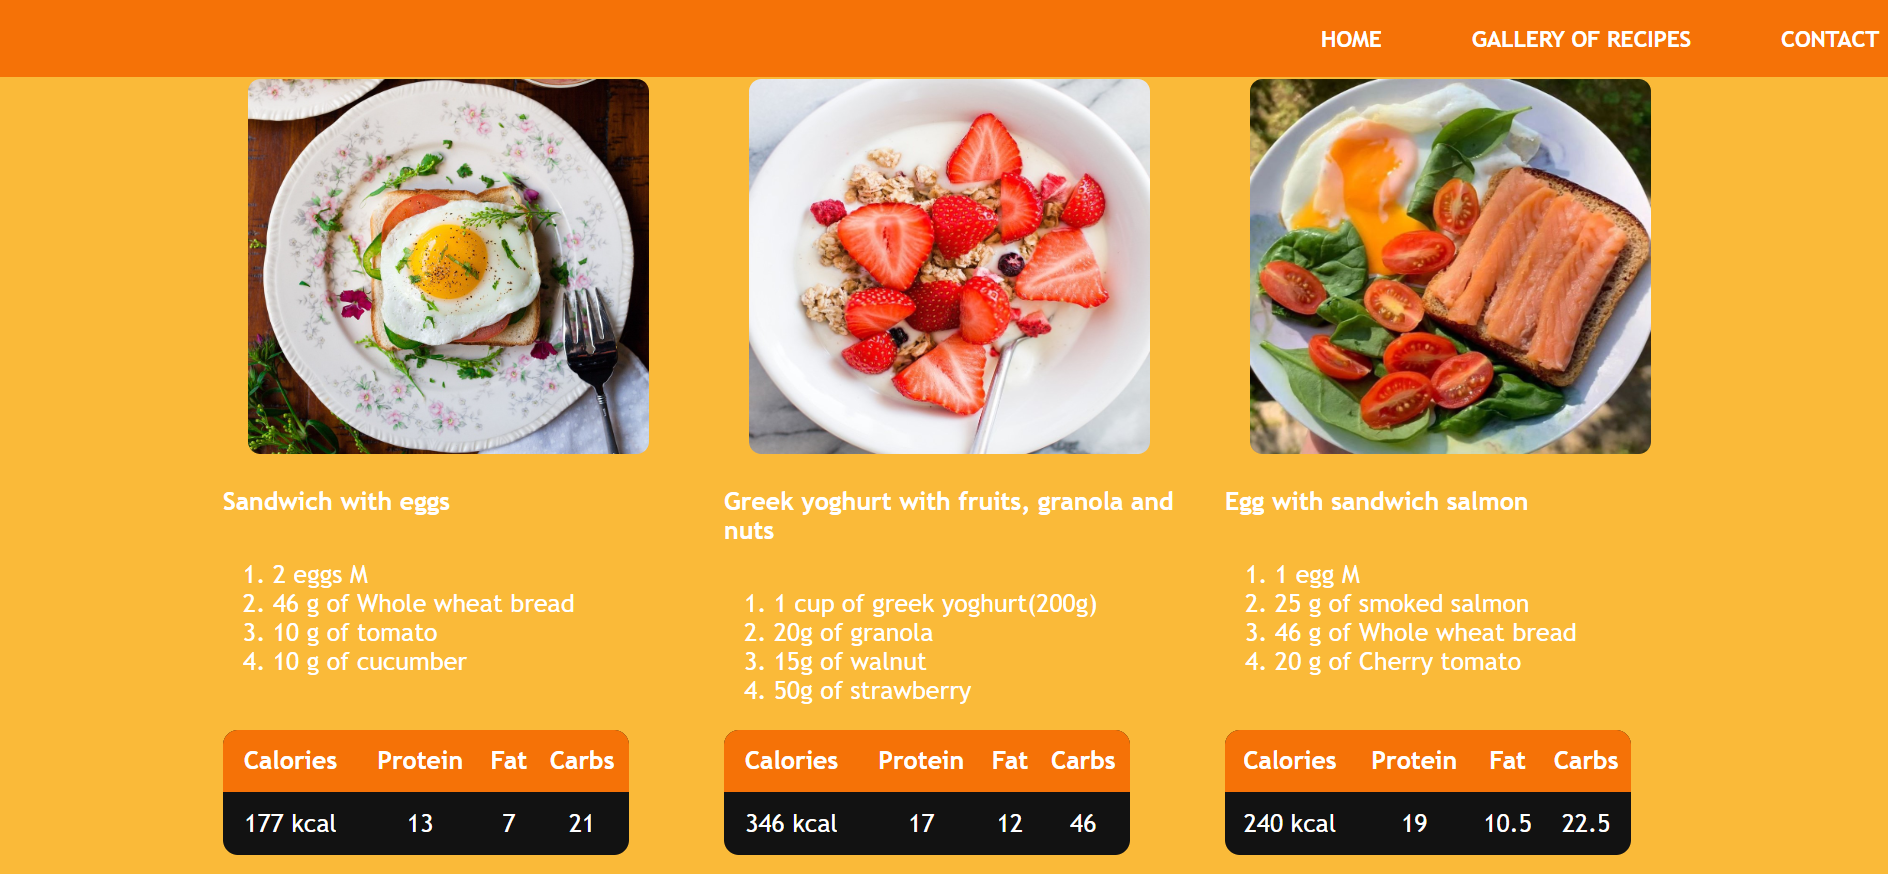 HOME GALLERY OF RECIPES CONTACT
Sandwich with eggs
1. 2 eggs M
2. 46 g of Whole wheat bread
3. 10 g of tomato
4. 10 g of cucumber
Calories Protein Fat Carbs
177 kcal 13 7 21
Greek yoghurt with fruits, granola and
nuts
1. 1 cup of greek yoghurt(200g)
2. 20g of granola
3. 15g of walnut
4. 50g of strawberry
Calories Protein Fat Carbs
346 kcal 17 12 46
Egg with sandwich salmon
1. 1 egg M
2. 25 g of smoked salmon
3. 46 g of Whole wheat bread
4. 20 g of Cherry tomato
Calories Protein Fat Carbs
240 kcal 19 10.5 22.5